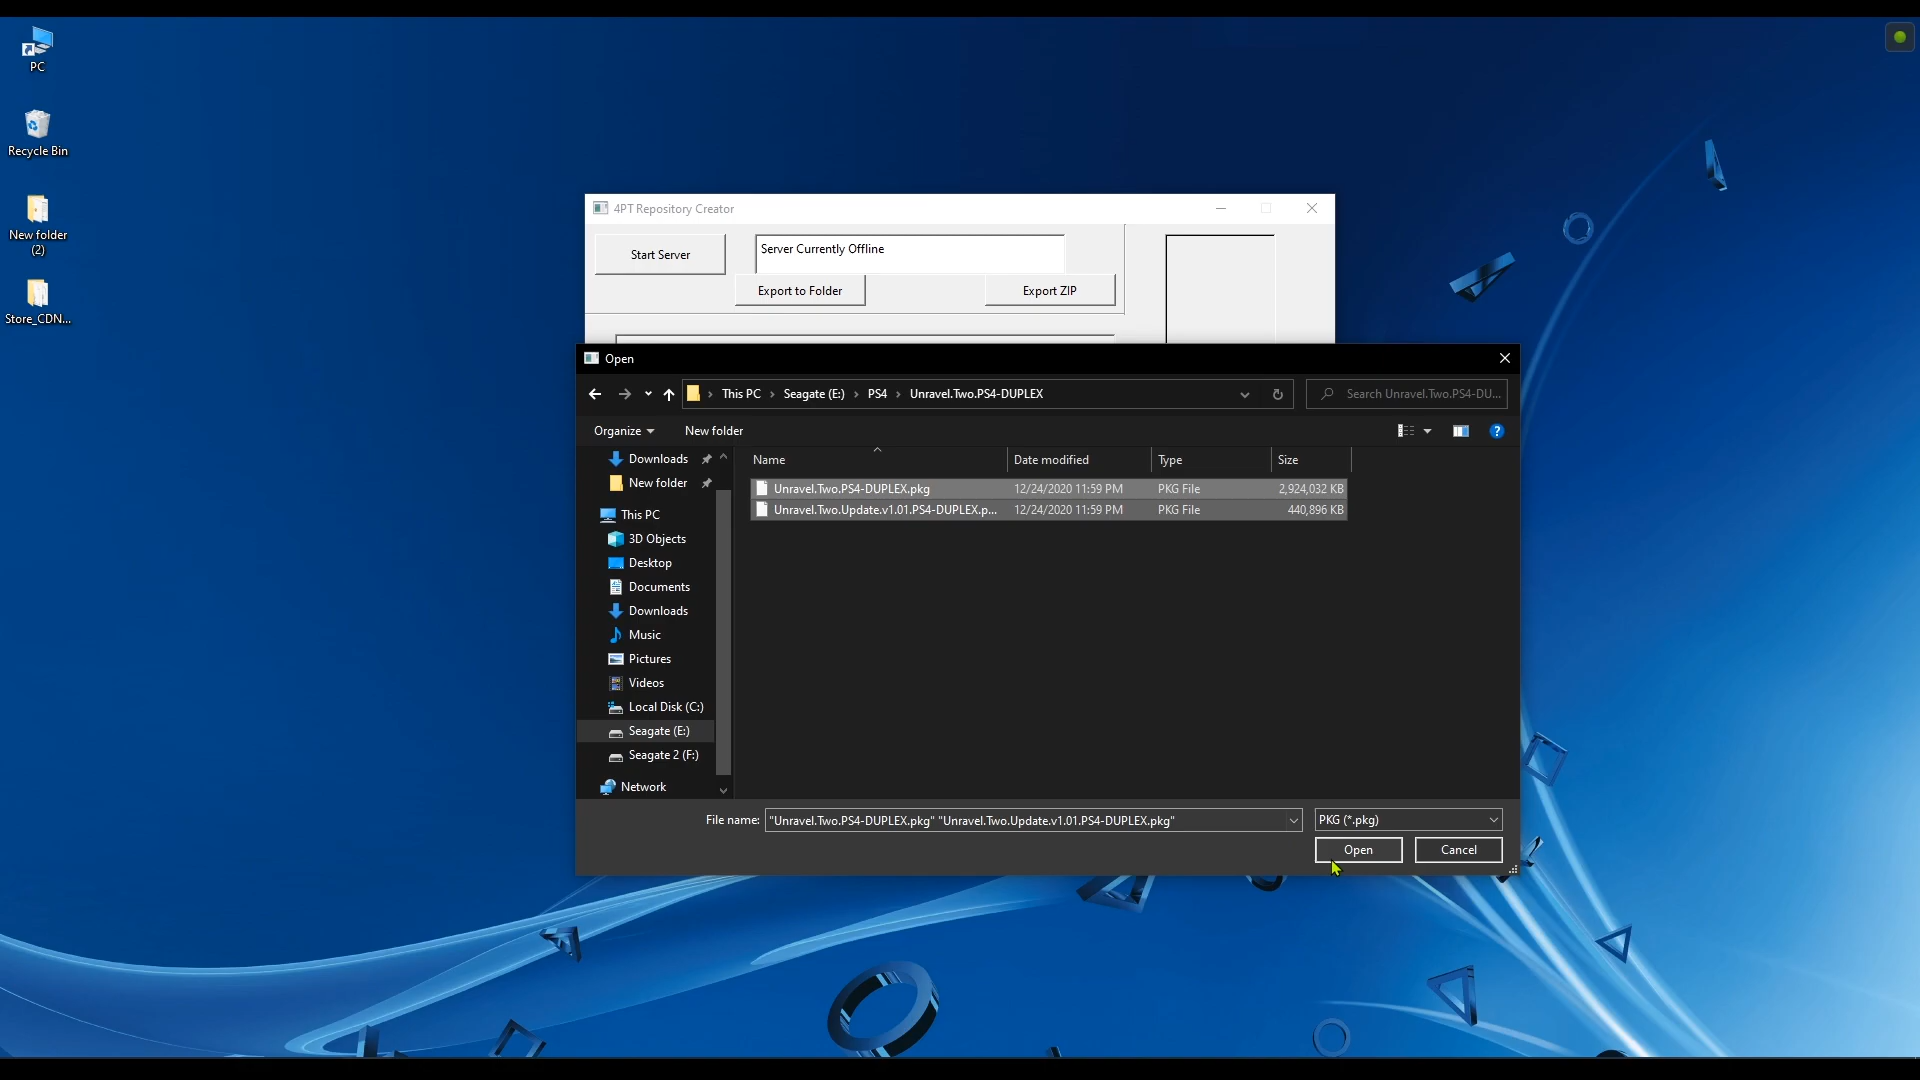 PC
Recycle Bin
New folder
(2)
Store_CDN...
4PT Repository Creator
Start Server
Server Currently Offline
Export to Folder
Export ZIP
Open
This PC › Seagate (E:) › PS4 › Unravel.Two.PS4-DUPLEX
Search Unravel.Two.PS4-DU...
Organize
New folder
Name Date modified Type Size
Unravel.Two.PS4-DUPLEX.pkg 12/24/2020 11:59 PM PKG File 2,924,032 KB
Unravel.Two.Update.v1.01.PS4-DUPLEX.p... 12/24/2020 11:59 PM PKG File 440,896 KB
Downloads
New folder
This PC
3D Objects
Desktop
Documents
Downloads
Music
Pictures
Videos
Local Disk (C:)
Seagate (E:)
Seagate 2 (F:)
Network
File name: "Unravel.Two.PS4-DUPLEX.pkg" "Unravel.Two.Update.v1.01.PS4-DUPLEX.pkg"
PKG (*.pkg)
Open
Cancel